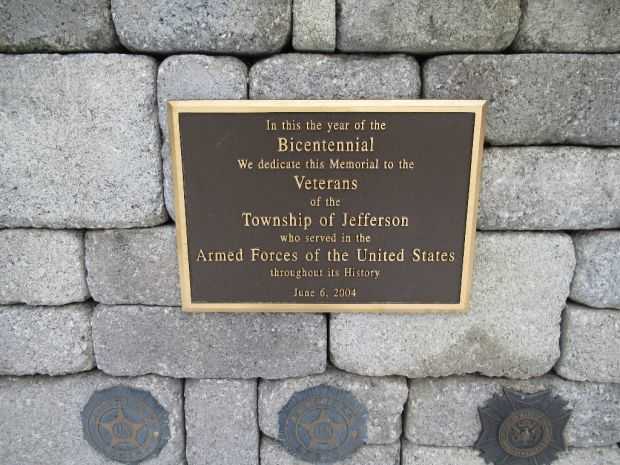 In this the year of the
Bicentennial
We dedicate this Memorial to the
Veterans
of the
Township of Jefferson
who served in the
Armed Forces of the United States
throughout its History
June 6, 2004